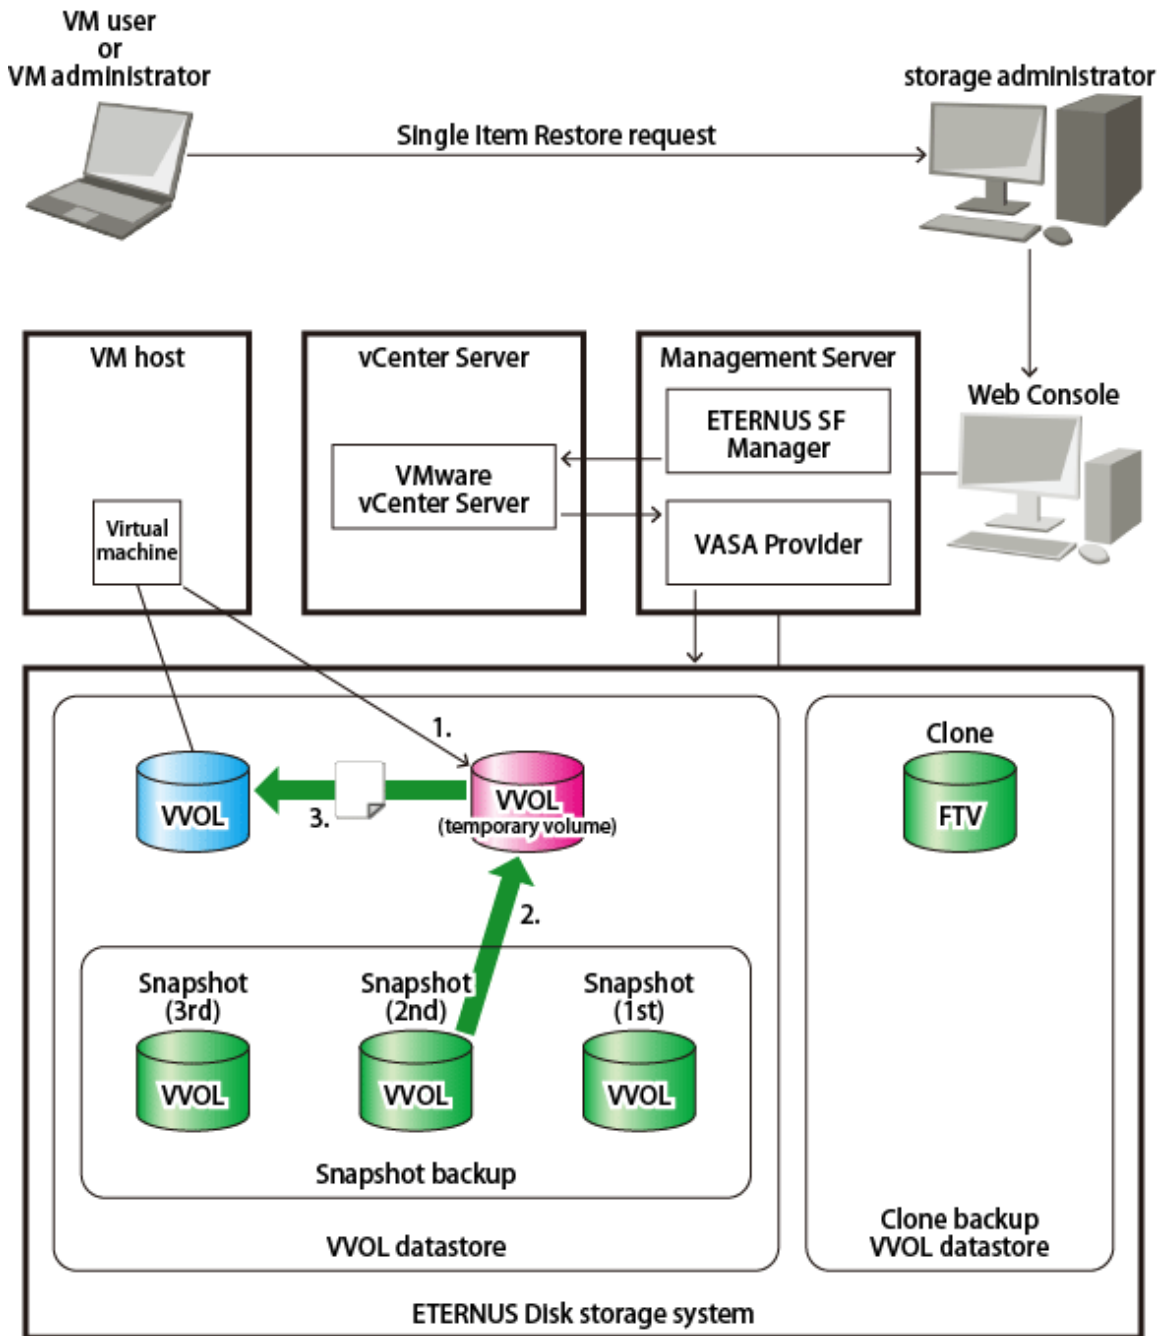 VM user
or
VM administrator
storage administrator
Single Item Restore request
VM host
vCenter Server
Management Server
Web Console
ETERNUS SF
Manager
VMware
vCenter Server
VASA Provider
Virtual
machine
1.
VVOL
3.
VVOL
(temporary volume)
Clone
FTV
2.
Snapshot
(3rd)
VVOL
Snapshot
(2nd)
VVOL
Snapshot
(1st)
VVOL
Snapshot backup
VVOL datastore
Clone backup
VVOL datastore
ETERNUS Disk storage system